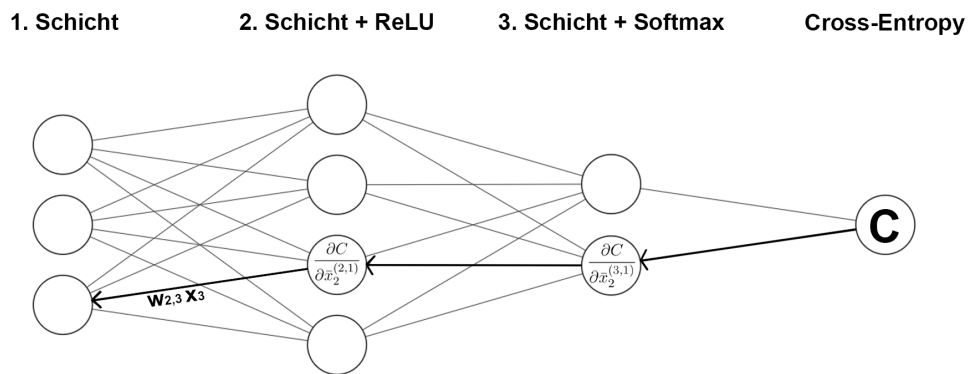 1. Schicht 2. Schicht + ReLU 3. Schicht + Softmax Cross-Entropy
C
∂C
∂x̄₂⁽²,¹⁾
∂C
∂x̄₂⁽³,¹⁾
w₂,₃ x₃